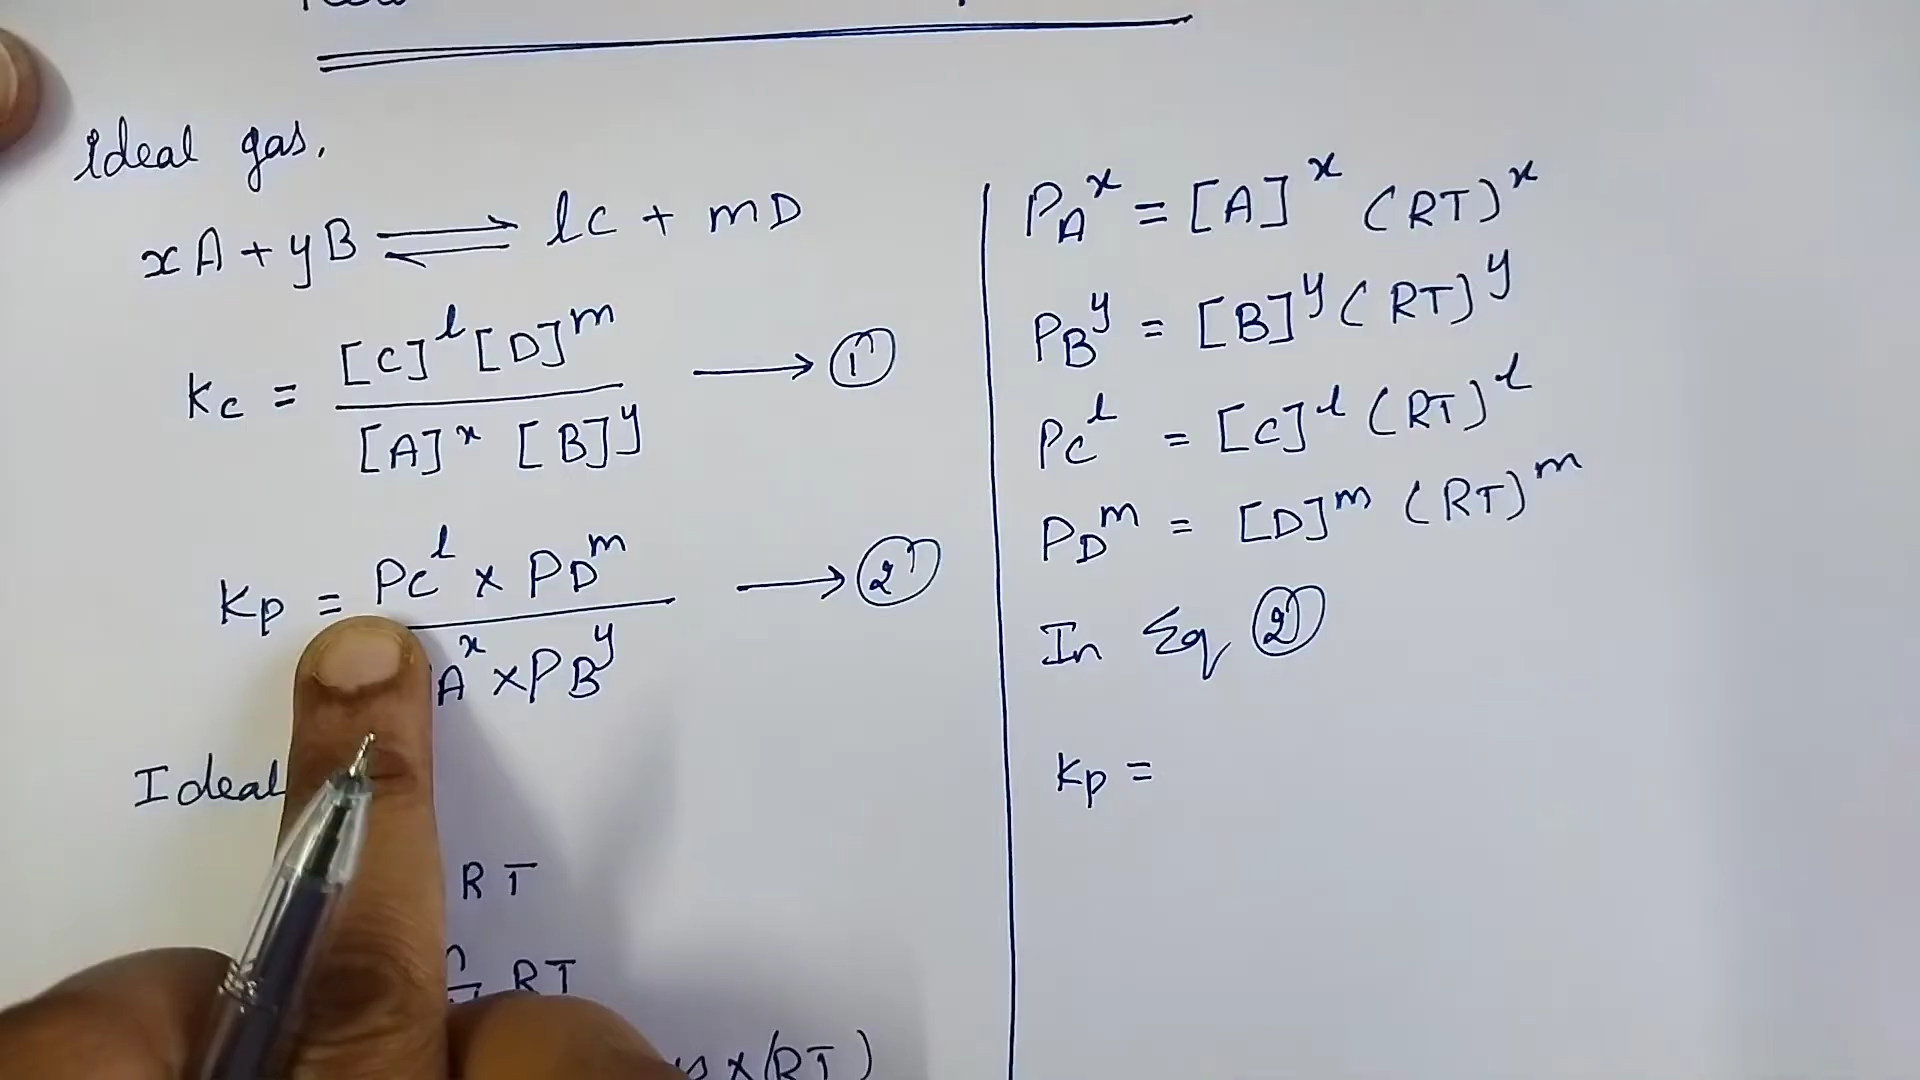 Ideal gas.
xA + yB ⇌ lC + mD
Kc = [C]^l [D]^m / [A]^x [B]^y → ①
Kp = PC^l × PD^m / A^x × PB^y → ②
Ideal
RT
n RT
×(RT)
PA^x = [A]^x (RT)^x
PB^y = [B]^y (RT)^y
PC^l = [C]^l (RT)^l
PD^m = [D]^m (RT)^m
In Eq ②
Kp =